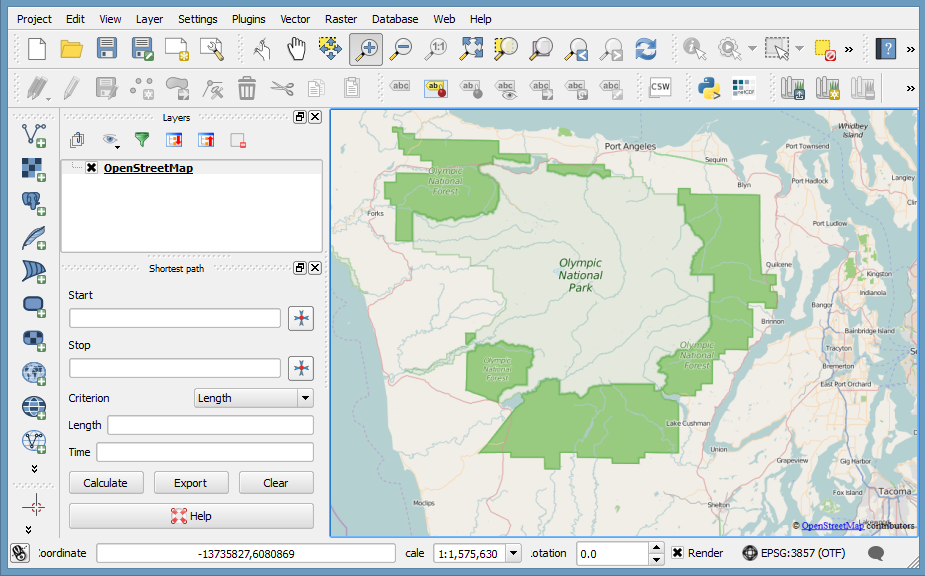 Project Edit View Layer Settings Plugins Vector Raster Database Web Help
1:1 ? »
»
abc ab abc abc abc abc abc CSW
Layers
OpenStreetMap
Shortest path
Start
Stop
Criterion Length
Length
Time
Calculate Export Clear
Help
Whidbey
Island
Port Angeles
Port Townsend
Sequim
Olympic
National
Forest
Blyn
Port Hadlock
Langley
Forks
Port Ludlow
Olympic
National
Park
Quilcene
Kingston
Indianola
Bangor
Brinnon
Bainbridge Island
Olympic
National
Forest
Tracyton
Bremerton
Olympic
National
Forest
East Port Orchard
Lake Cushman
Union
Grapeview
Gig Harbor
Fox Island
Tacoma
Moclips
Shelton
© OpenStreetMap contributors
:oordinate -13735827,6080869 cale 1:1,575,630 .otation 0.0 Render EPSG:3857 (OTF)